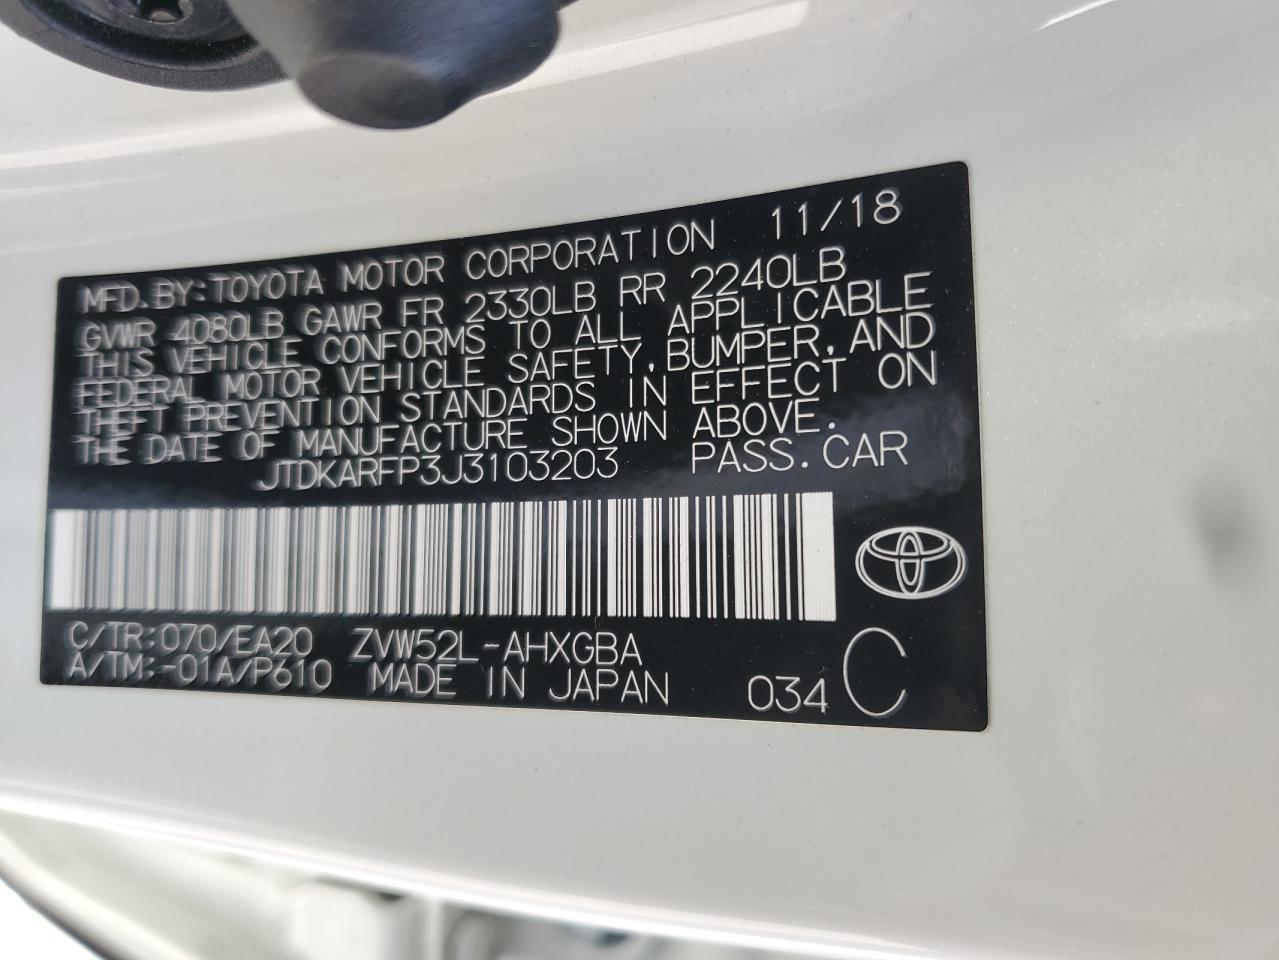 MFD.BY:TOYOTA MOTOR CORPORATION 11/18
GVWR 4080LB GAWR FR 2330LB RR 2240LB
THIS VEHICLE CONFORMS TO ALL APPLICABLE
FEDERAL MOTOR VEHICLE SAFETY,BUMPER,AND
THEFT PREVENTION STANDARDS IN EFFECT ON
THE DATE OF MANUFACTURE SHOWN ABOVE.
JTDKARFP3J3103203 PASS.CAR
C/TR:070/EA20 ZVW52L-AHXGBA
A/TM:-01A/P610 MADE IN JAPAN 034 C